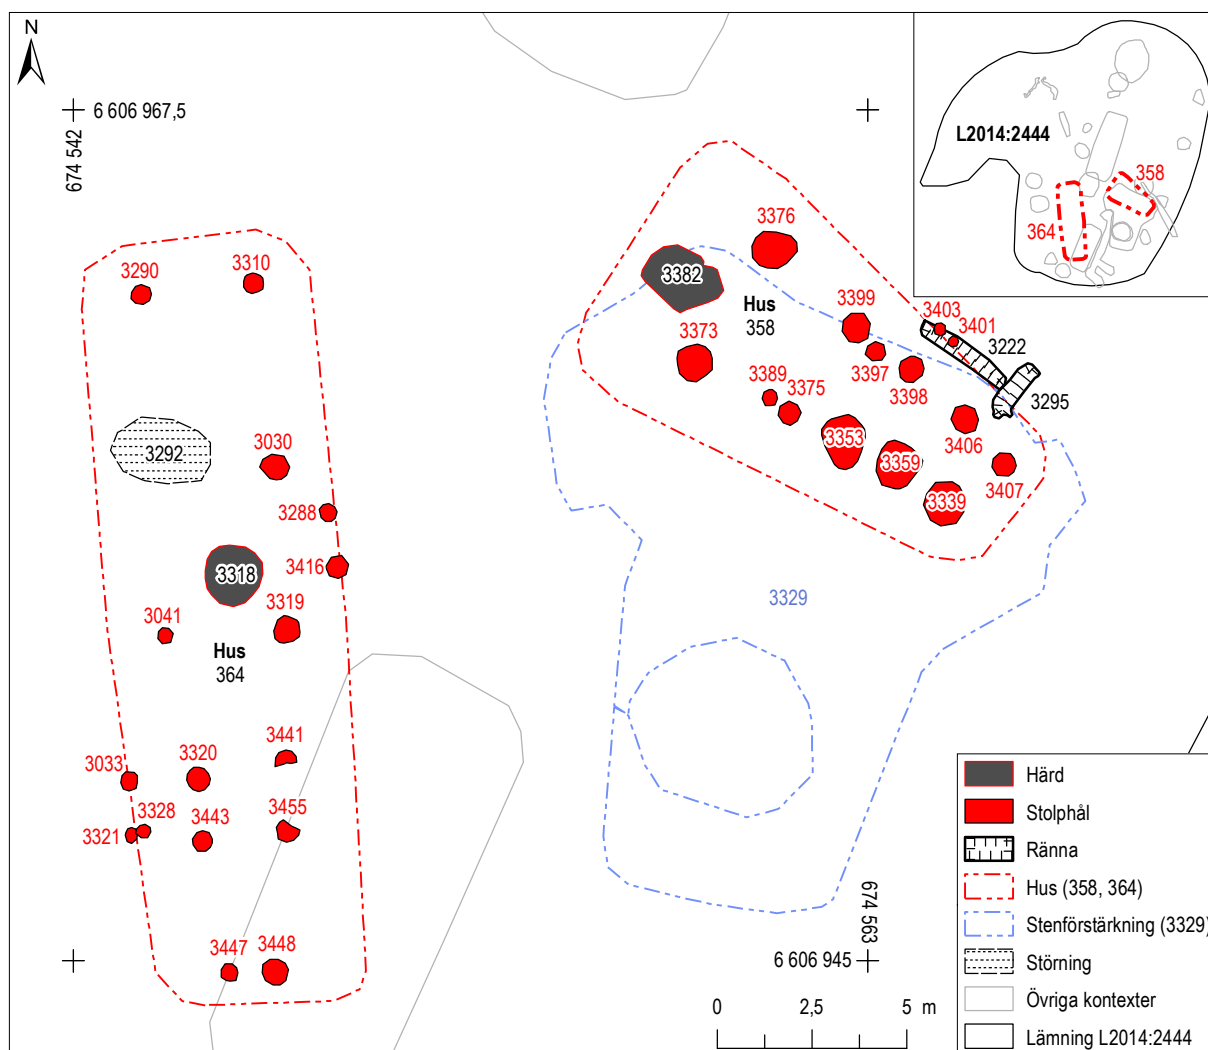 N
6 606 967,5
674 542
L2014:2444
358
364
3376
3290
3310
3382
Hus
358
3399
3403
3401
3222
3373
3397
3398
3389
3375
3295
3030
3292
3353
3406
3359
3288
3407
3339
3416
3318
3319
3041
3329
Hus
364
3441
3033
3320
3328
3443
3455
3321
674 563
3447
3448
6 606 945
0 2,5 5 m
Härd
Stolphål
Ränna
Hus (358, 364)
Stenförstärkning (3329)
Störning
Övriga kontexter
Lämning L2014:2444